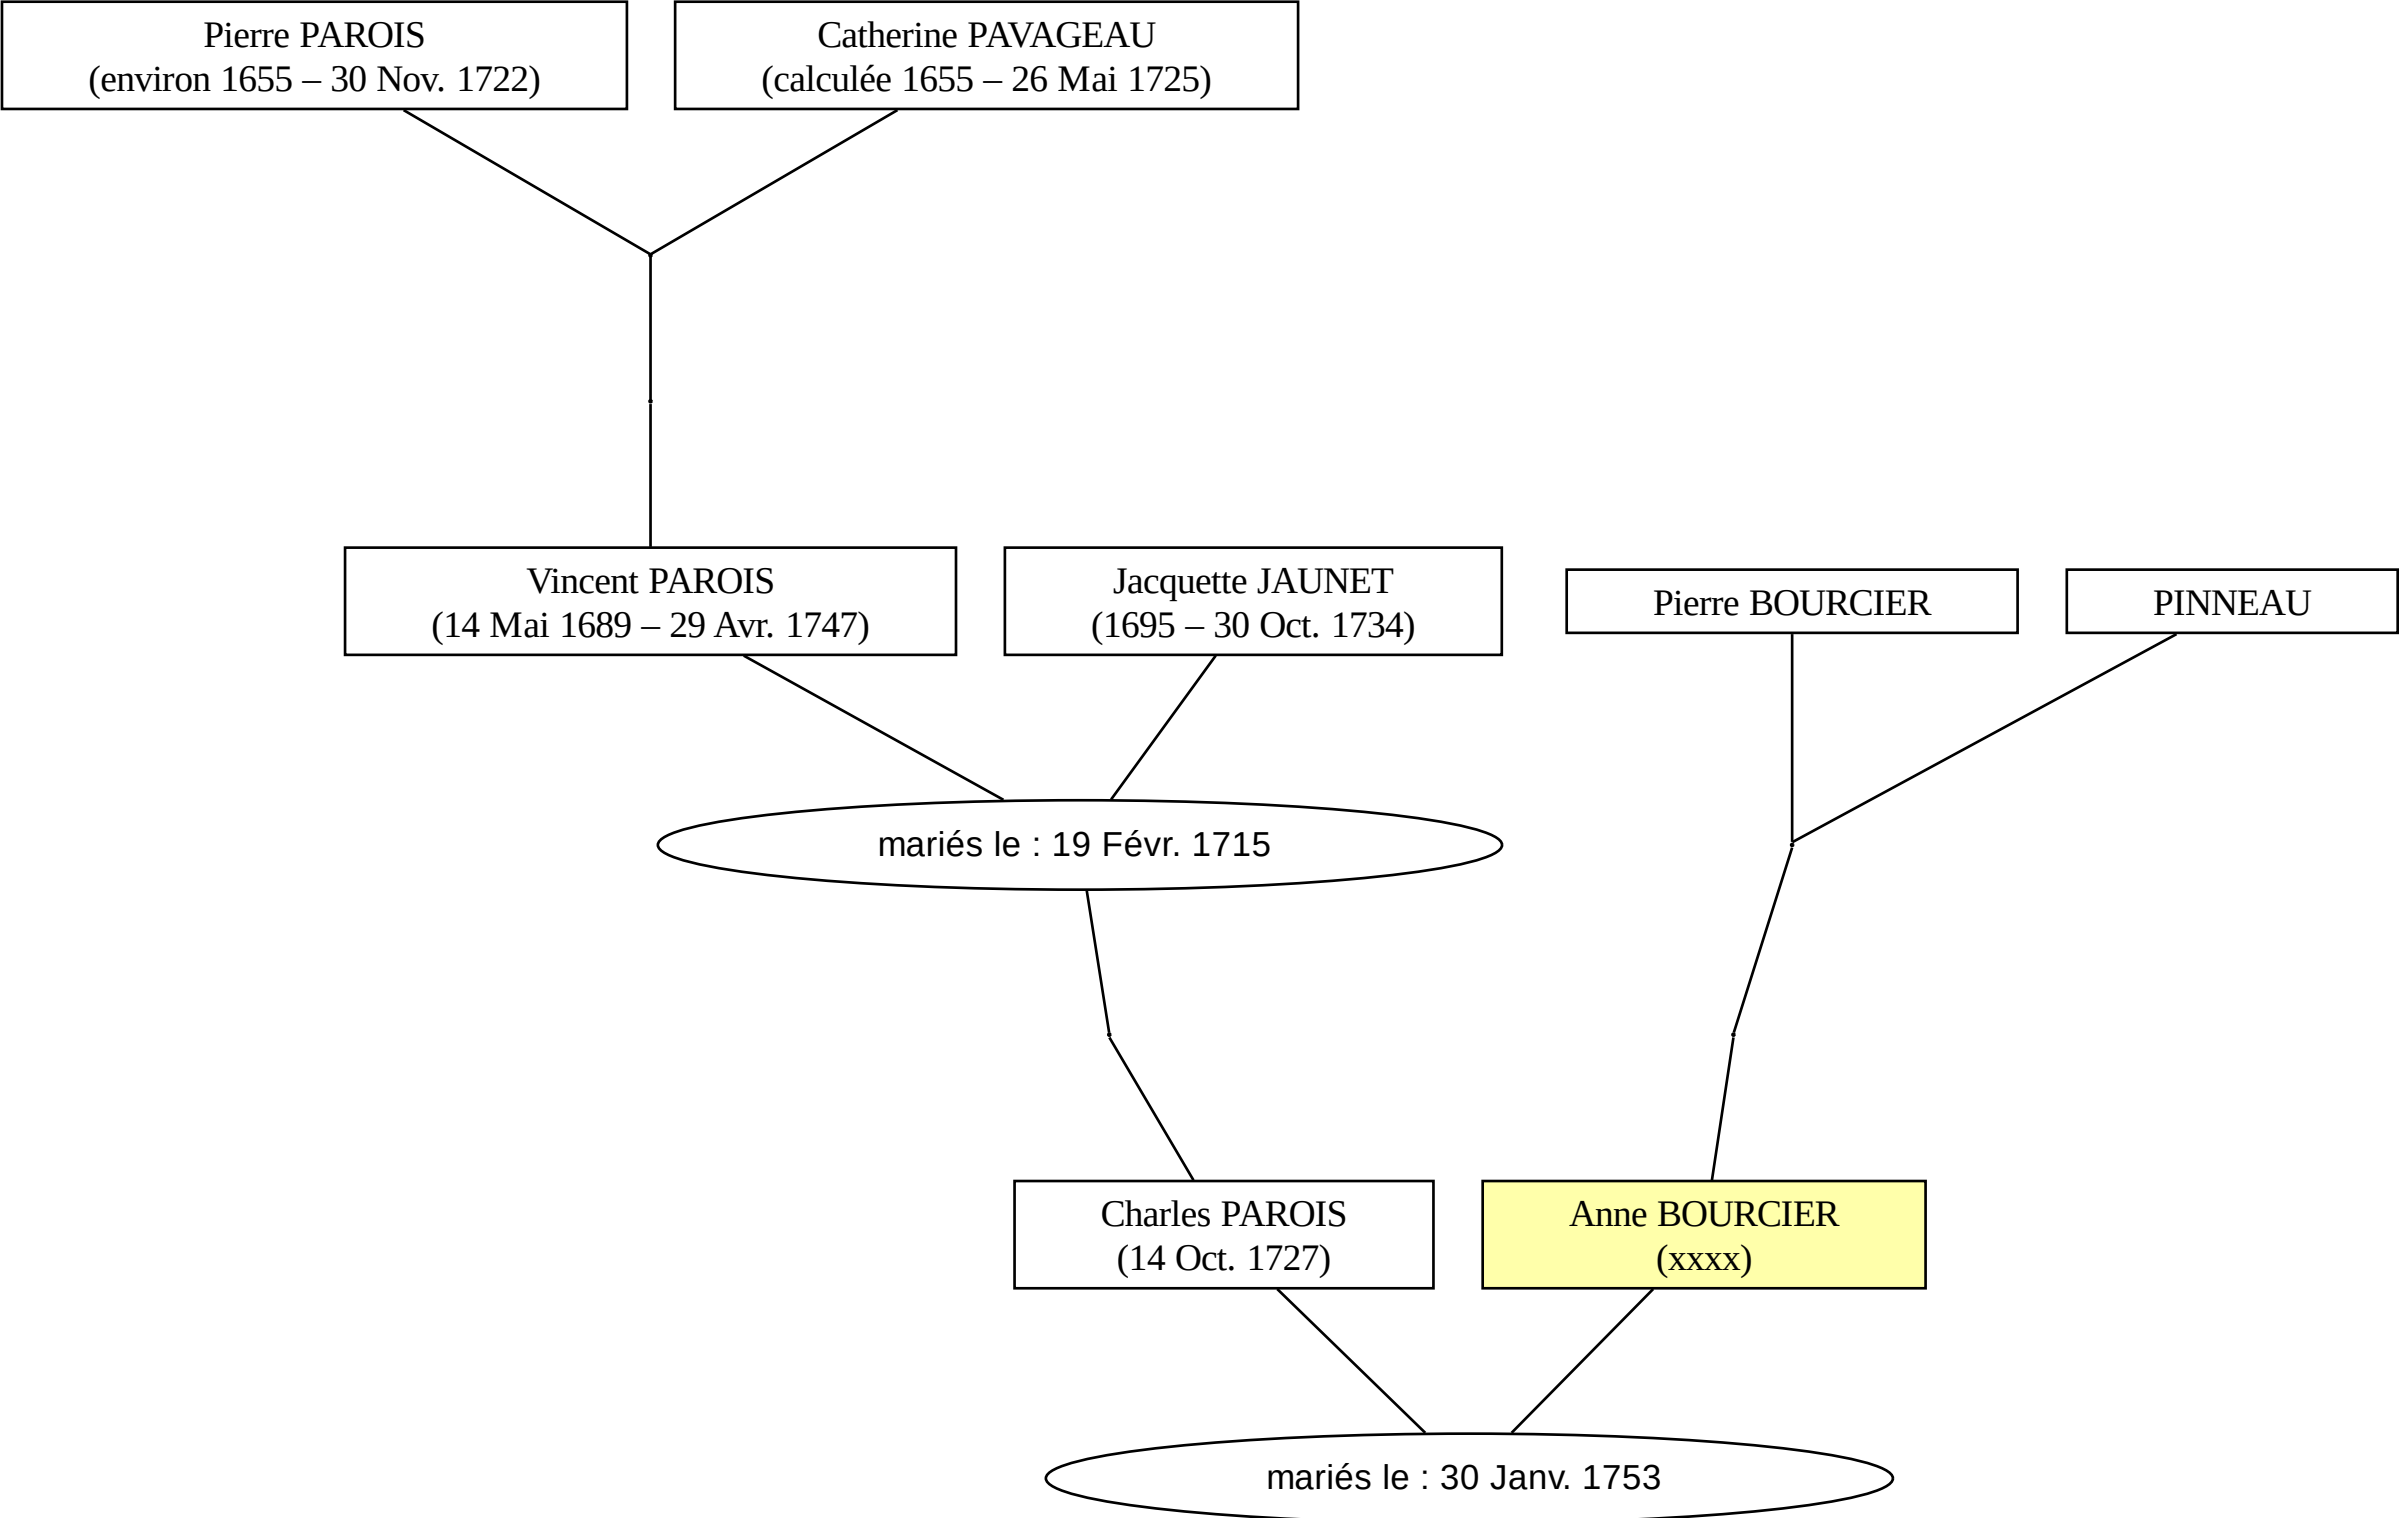 Pierre PAROIS
(environ 1655 – 30 Nov. 1722)
Catherine PAVAGEAU
(calculée 1655 – 26 Mai 1725)
Vincent PAROIS
(14 Mai 1689 – 29 Avr. 1747)
Jacquette JAUNET
(1695 – 30 Oct. 1734)
Pierre BOURCIER
PINNEAU
mariés le : 19 Févr. 1715
Charles PAROIS
(14 Oct. 1727)
Anne BOURCIER
(xxxx)
mariés le : 30 Janv. 1753